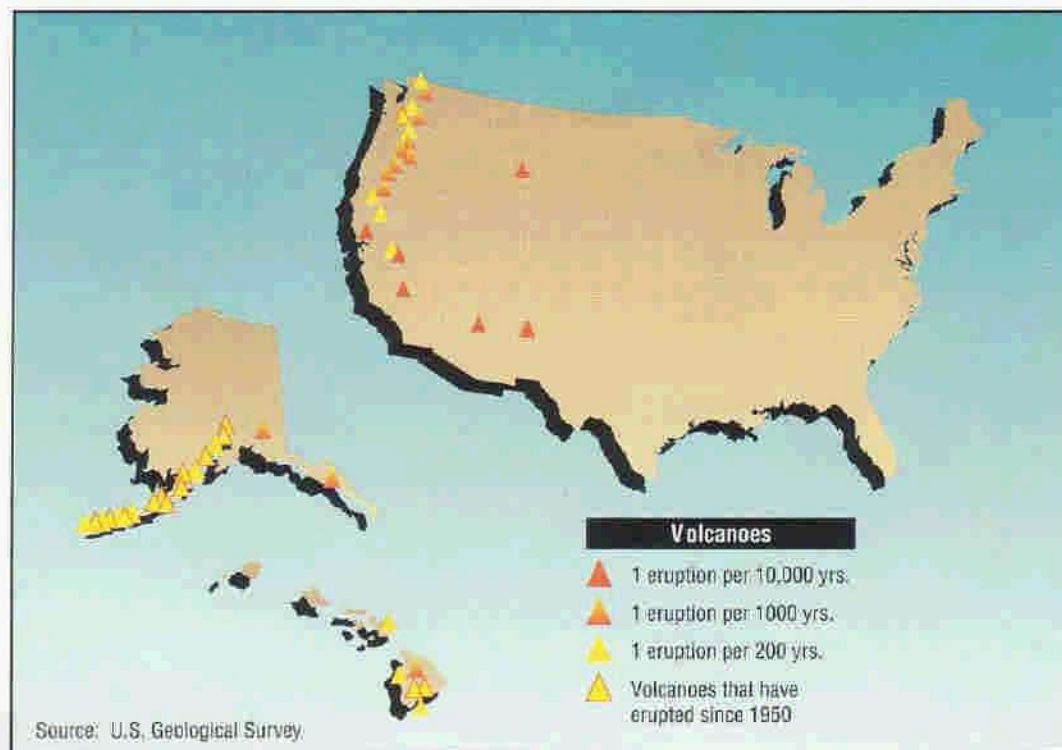 Volcanoes
1 eruption per 10,000 yrs.
1 eruption per 1000 yrs.
1 eruption per 200 yrs.
Volcanoes that have
erupted since 1950
Source: U.S. Geological Survey